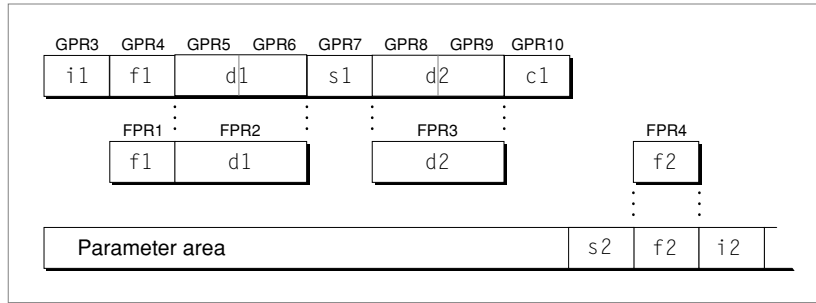 GPR3 GPR4 GPR5 GPR6 GPR7 GPR8 GPR9 GPR10
i1 f1 d1 s1 d2 c1
FPR1 FPR2 FPR3 FPR4
f1 d1 d2 f2
Parameter area s2 f2 i2